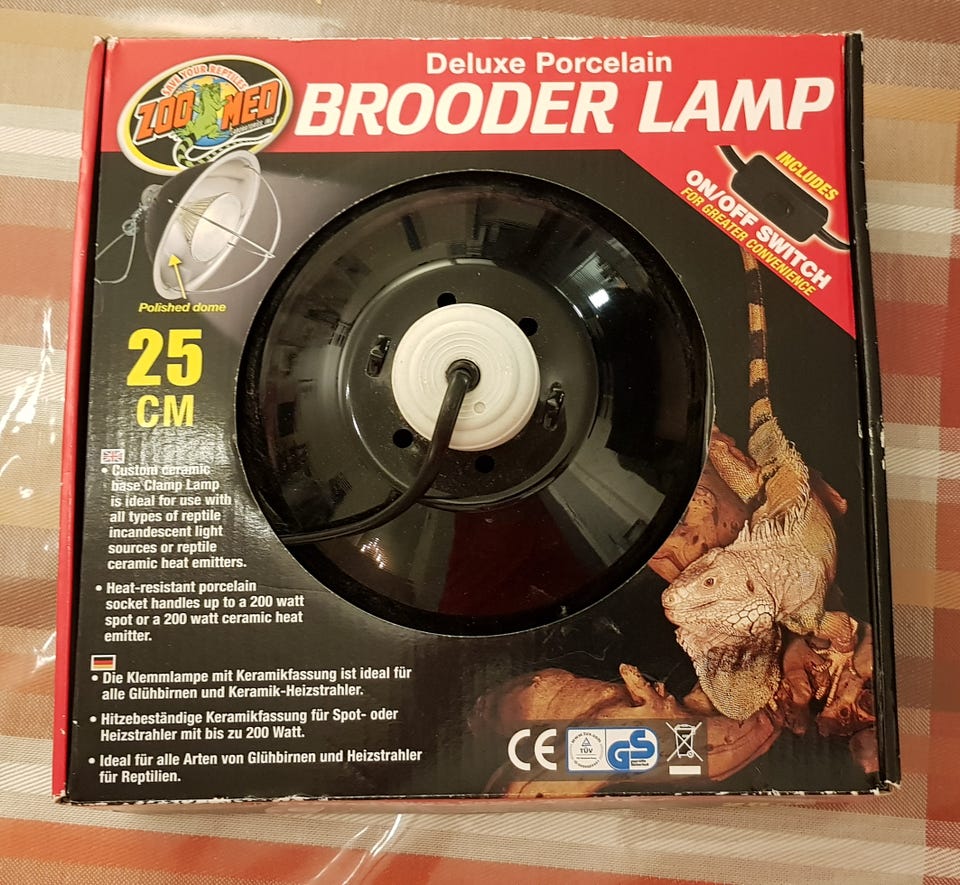 SAVE YOUR REPTILES
ZOO MED
Deluxe Porcelain
BROODER LAMP
INCLUDES
ON/OFF SWITCH
FOR GREATER CONVENIENCE
Polished dome
25
CM
• Custom ceramic
base Clamp Lamp
is ideal for use with
all types of reptile
incandescent light
sources or reptile
ceramic heat emitters.
• Heat-resistant porcelain
socket handles up to a 200 watt
spot or a 200 watt ceramic heat
emitter.
• Die Klemmlampe mit Keramikfassung ist ideal für
alle Glühbirnen und Keramik-Heizstrahler.
• Hitzebeständige Keramikfassung für Spot- oder
Heizstrahler mit bis zu 200 Watt.
• Ideal für alle Arten von Glühbirnen und Heizstrahler
für Reptilien.
CE
TÜV
GS